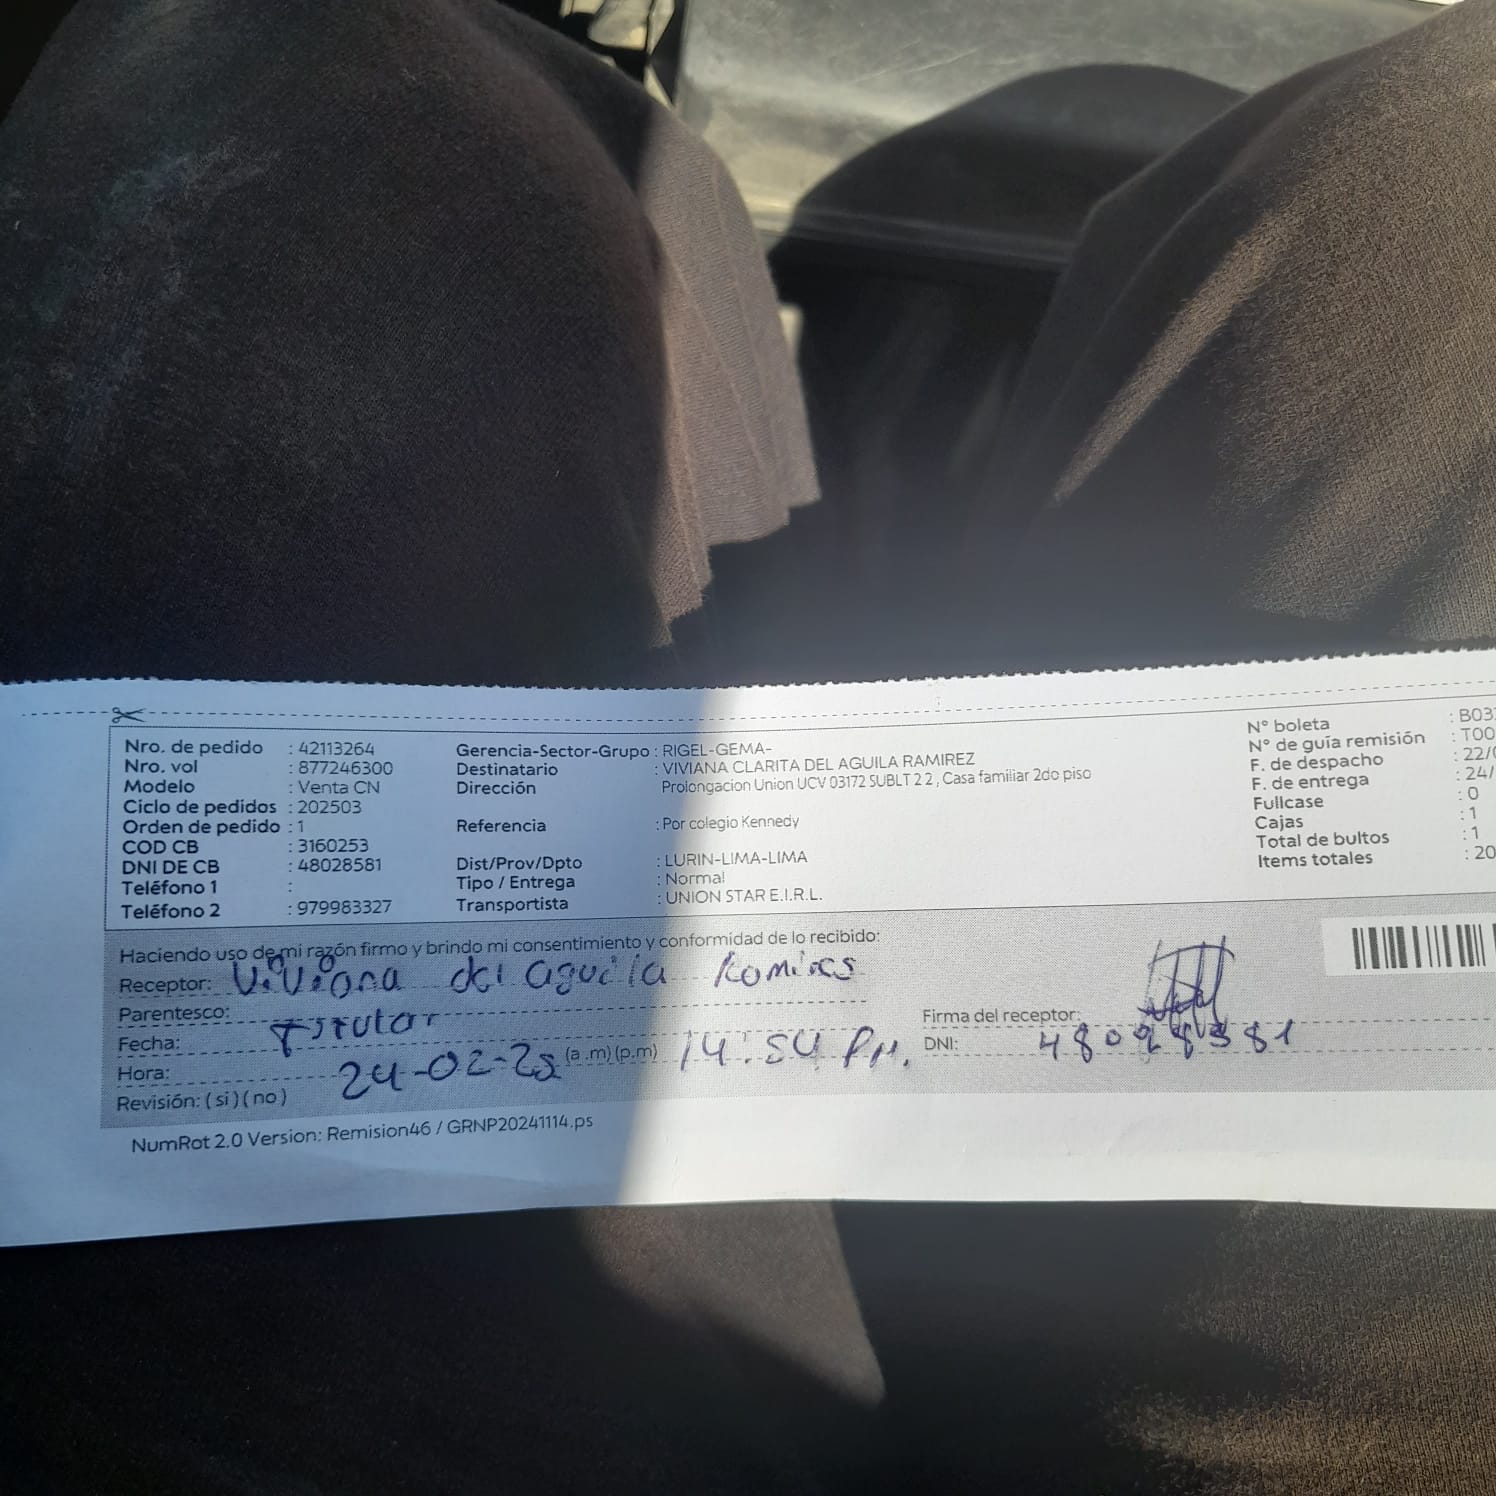 Nro. de pedido : 42113264
Nro. vol : 877246300
Modelo : Venta CN
Ciclo de pedidos : 202503
Orden de pedido : 1
COD CB : 3160253
DNI DE CB : 48028581
Teléfono 1 :
Teléfono 2 : 979983327
Gerencia-Sector-Grupo : RIGEL-GEMA-
Destinatario : VIVIANA CLARITA DEL AGUILA RAMIREZ
Dirección Prolongacion Union UCV 03172 SUBLT 2 2 , Casa familiar 2do piso
Referencia : Por colegio Kennedy
Dist/Prov/Dpto : LURIN-LIMA-LIMA
Tipo / Entrega : Normal
Transportista : UNION STAR E.I.R.L.
N° boleta : B03
N° de guía remisión : T00
F. de despacho : 22/
F. de entrega : 24/
Fullcase : 0
Cajas : 1
Total de bultos : 1
Items totales : 20
Haciendo uso de mi razón firmo y brindo mi consentimiento y conformidad de lo recibido:
Receptor: Viviana del aguila
Parentesco:
Fecha:
Hora: 24-02-25 (a .m) (p.m) 14:54 PM.
Revisión: ( si ) ( no )
Firma del receptor:
DNI:
NumRot 2.0 Version: Remision46 / GRNP20241114.ps